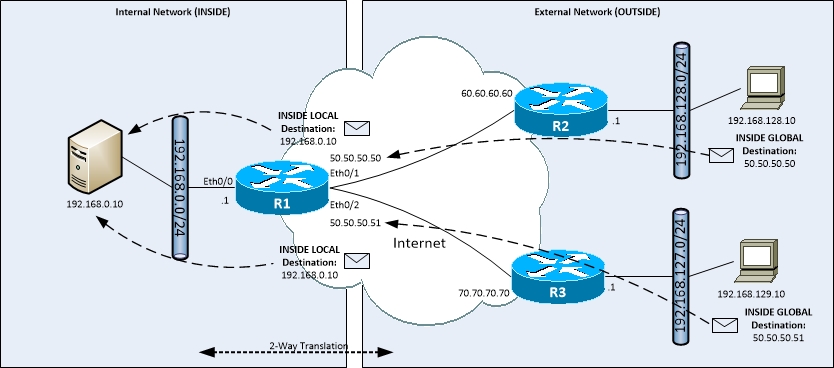 Internal Network (INSIDE)
External Network (OUTSIDE)
INSIDE LOCAL
Destination:
192.168.0.10
60.60.60.60
R2
.1
192.168.128.0/24
192.168.128.10
INSIDE GLOBAL
Destination:
50.50.50.50
192.168.0.10
192.168.0.0/24
Eth0/0
.1
R1
50.50.50.50
Eth0/1
Eth0/2
50.50.50.51
Internet
INSIDE LOCAL
Destination:
192.168.0.10
70.70.70.70
R3
.1
192/168.127.0/24
192.168.129.10
INSIDE GLOBAL
Destination:
50.50.50.51
2-Way Translation